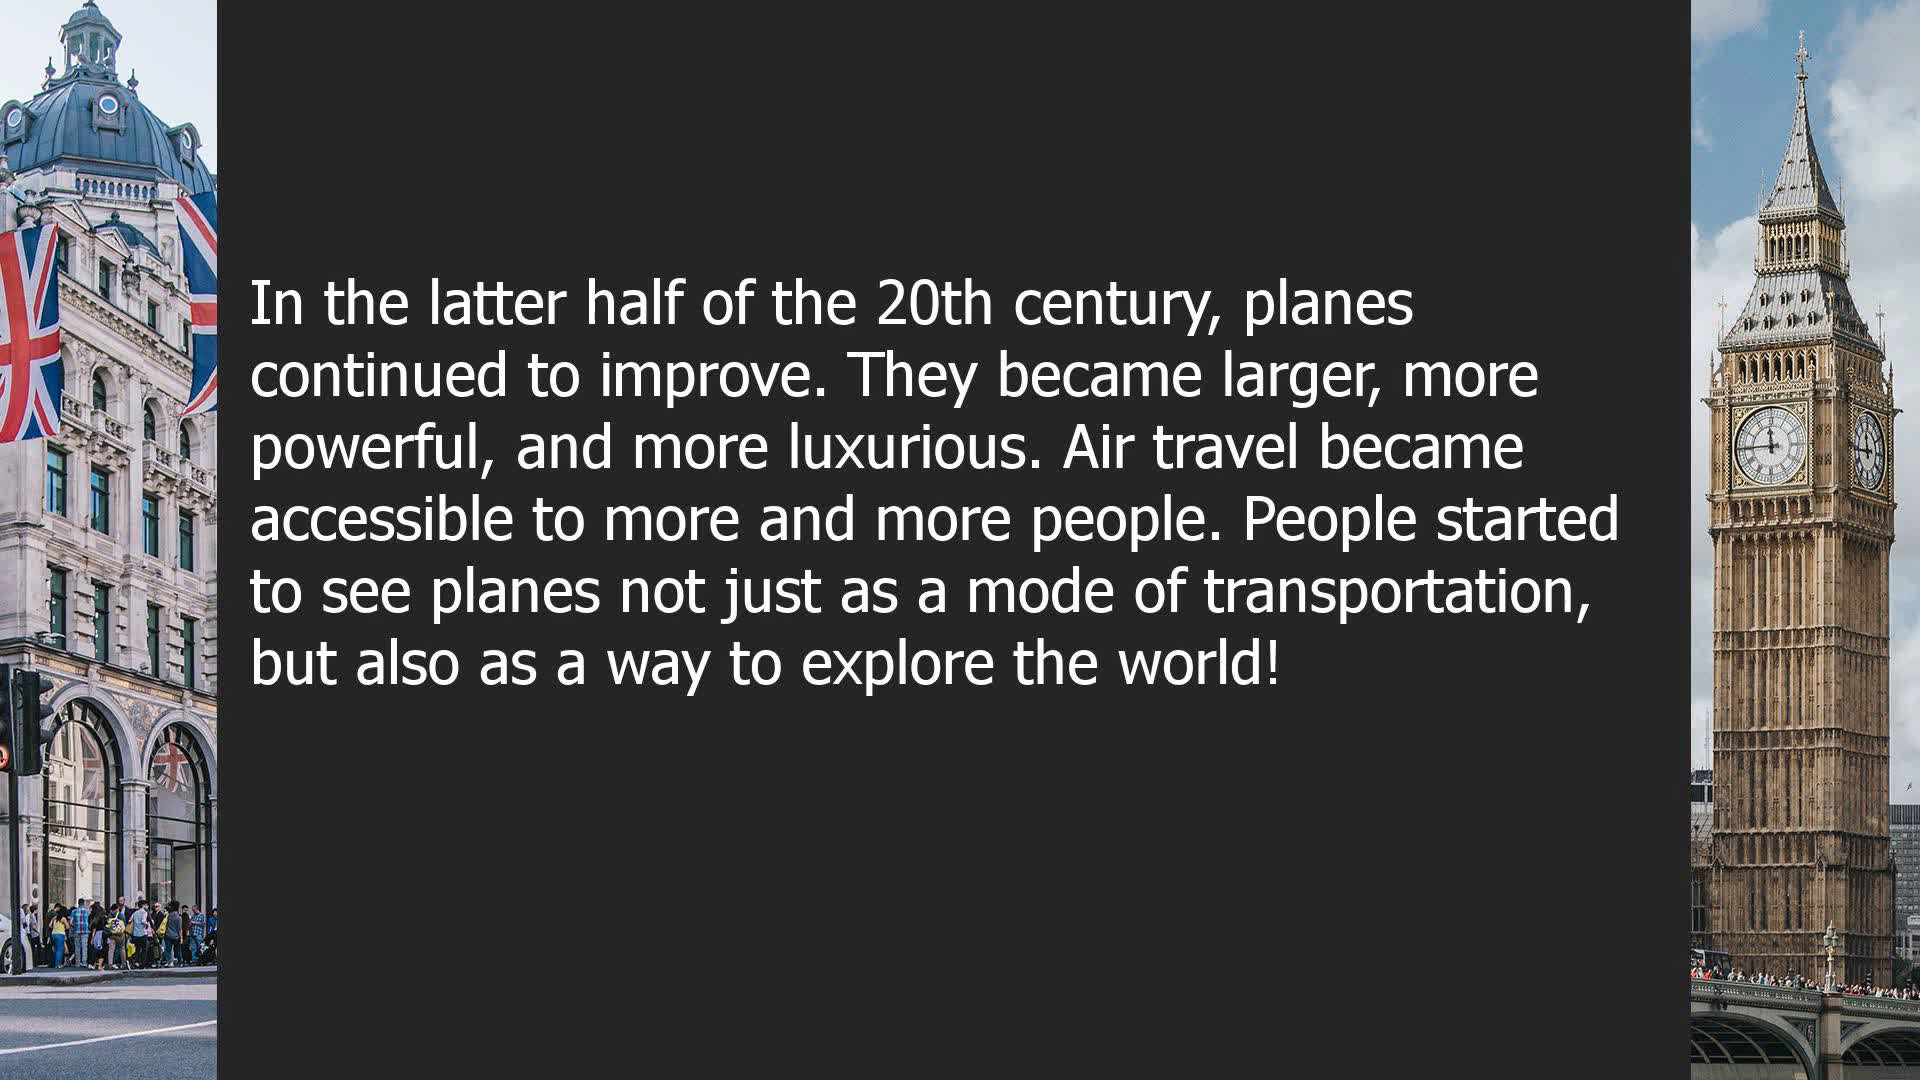 In the latter half of the 20th century, planes
continued to improve. They became larger, more
powerful, and more luxurious. Air travel became
accessible to more and more people. People started
to see planes not just as a mode of transportation,
but also as a way to explore the world!